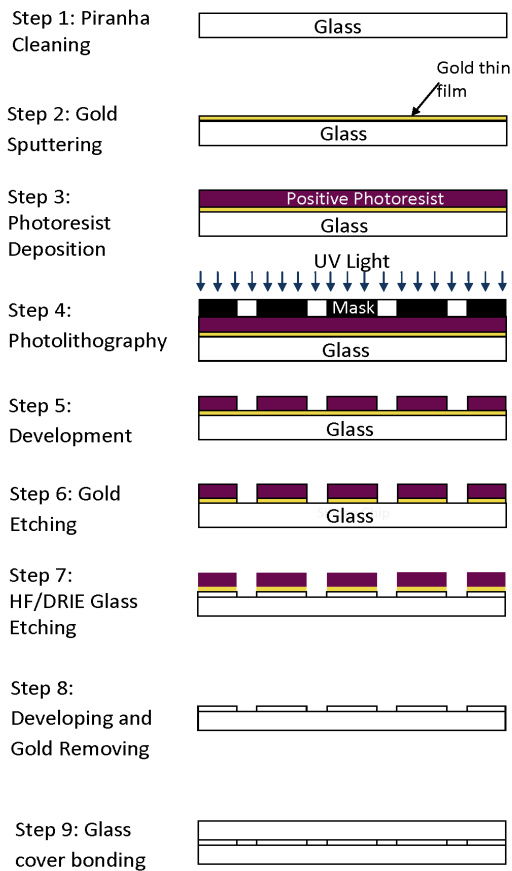 Step 1: Piranha
Cleaning
Glass
Gold thin
film
Step 2: Gold
Sputtering
Glass
Step 3:
Photoresist
Deposition
Positive Photoresist
Glass
UV Light
Step 4:
Photolithography
Mask
Glass
Step 5:
Development
Glass
Step 6: Gold
Etching
Glass
Step 7:
HF/DRIE Glass
Etching
Step 8:
Developing and
Gold Removing
Step 9: Glass
cover bonding